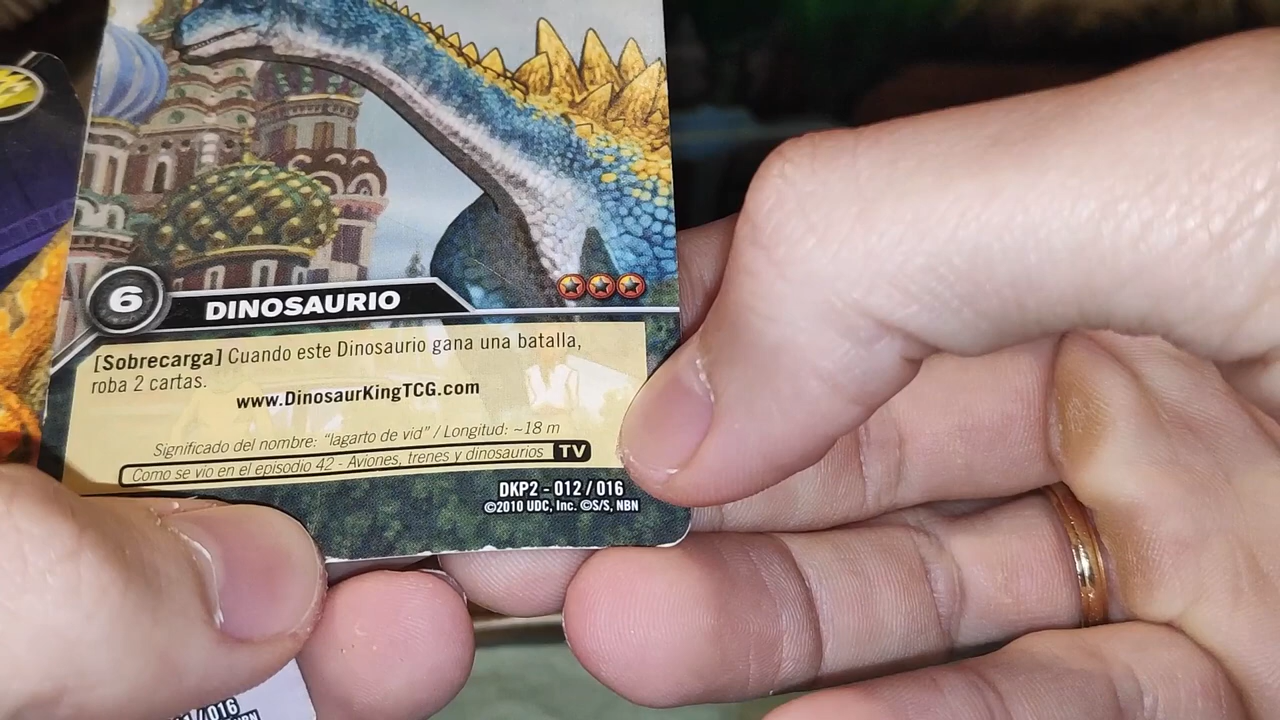 6
DINOSAURIO
[Sobrecarga] Cuando este Dinosaurio gana una batalla,
roba 2 cartas.
www.DinosaurKingTCG.com
Significado del nombre: "lagarto de vid" / Longitud: ~18 m
Como se vio en el episodio 42 - Aviones, trenes y dinosaurios TV
DKP2 - 012 / 016
©2010 UDC, Inc. ©S/S, NBN
/016
NBN